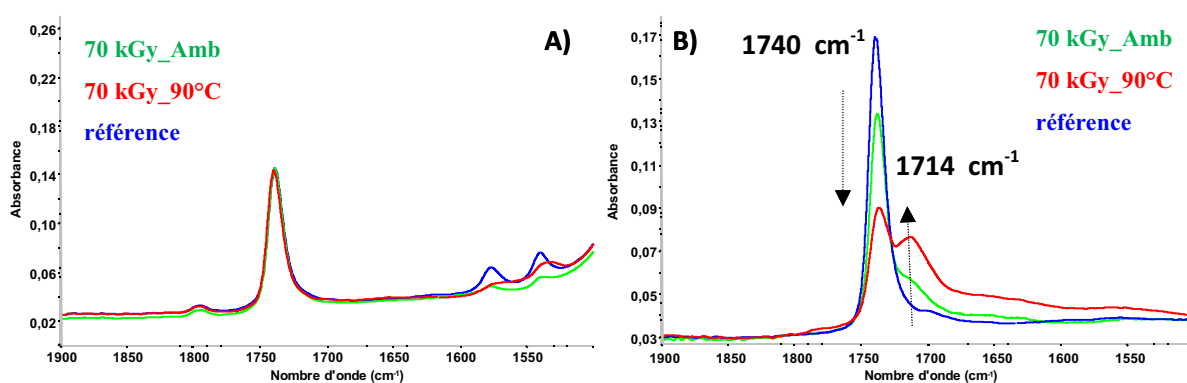 0,26
0,22
0,18
0,14
0,10
0,06
0,02
Absorbance
70 kGy_Amb
70 kGy_90°C
référence
A)
1900 1850 1800 1750 1700 1650 1600 1550
Nombre d'onde (cm-1)
0,17
0,15
0,13
0,11
0,09
0,07
0,05
0,03
Absorbance
B)
1740 cm-1
1714 cm-1
70 kGy_Amb
70 kGy_90°C
référence
1900 1850 1800 1750 1700 1650 1600 1550
Nombre d'onde (cm-1)